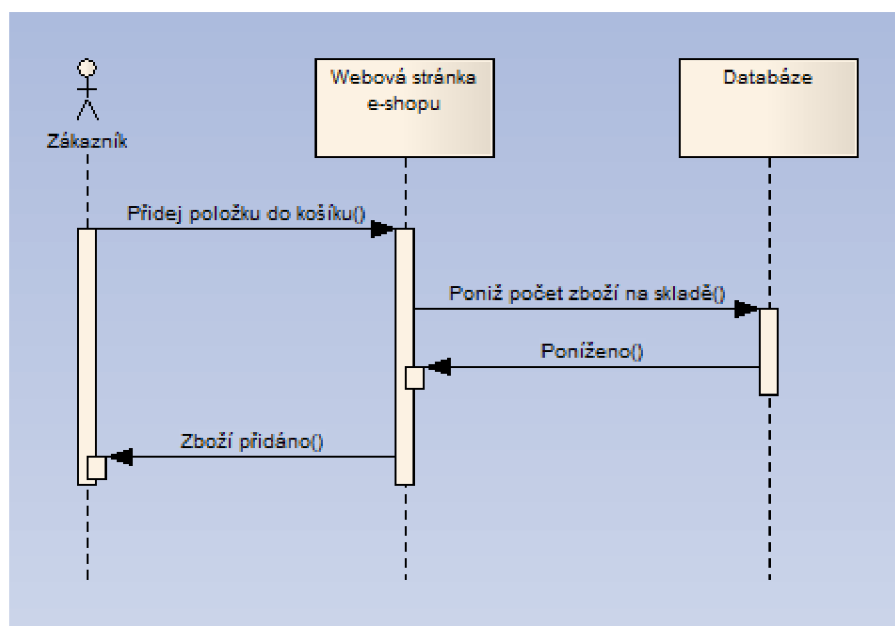 Zákazník
Webová stránka
e-shopu
Databáze
Přidej položku do košíku()
Poniž počet zboží na skladě()
Poníženo()
Zboží přidáno()